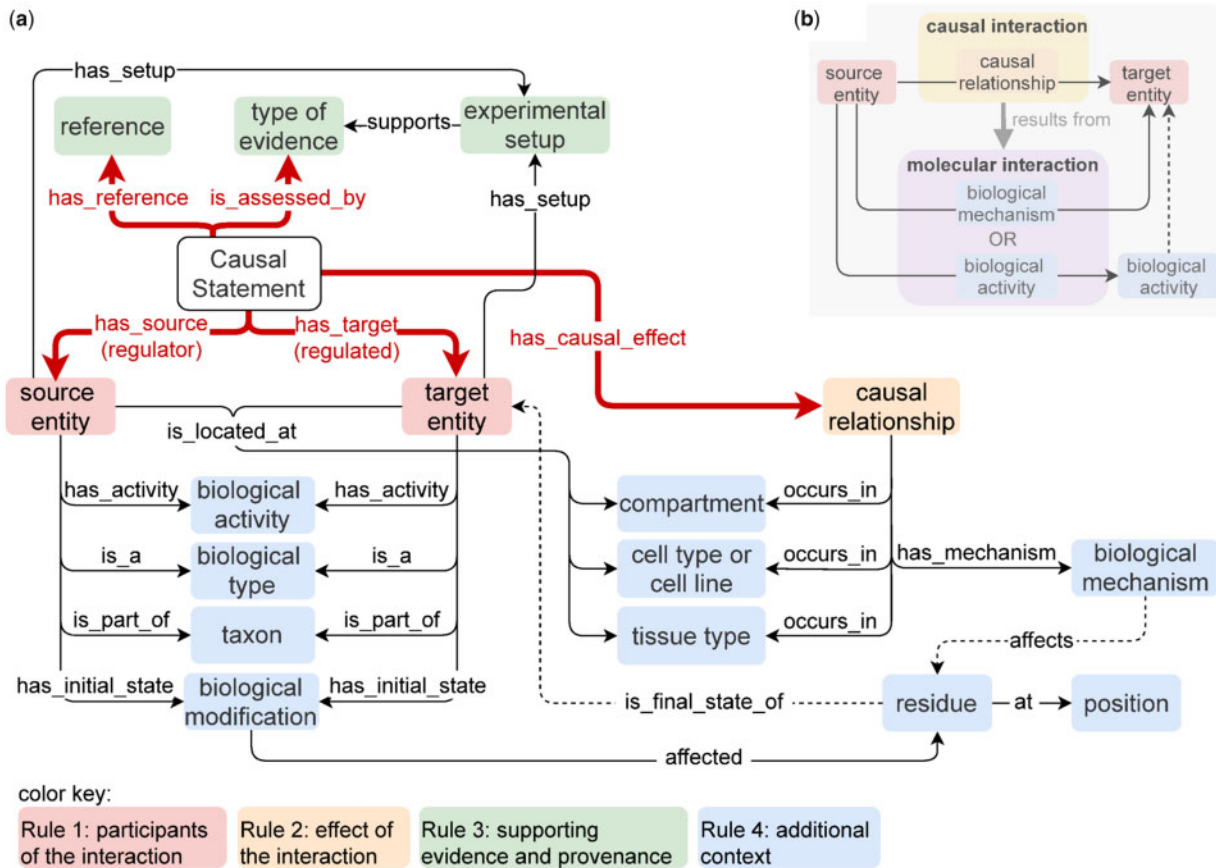 (a)
has_setup
reference
type of
evidence
supports
experimental
setup
has_reference
is_assessed_by
has_setup
Causal
Statement
has_source
(regulator)
has_target
(regulated)
has_causal_effect
source
entity
target
entity
causal
relationship
is_located_at
has_activity
biological
activity
has_activity
compartment
occurs_in
is_a
biological
type
is_a
cell type or
cell line
occurs_in
has_mechanism
biological
mechanism
is_part_of
taxon
is_part_of
tissue type
occurs_in
affects
has_initial_state
biological
modification
has_initial_state
is_final_state_of
residue
at
position
affected
color key:
Rule 1: participants
of the interaction
Rule 2: effect of
the interaction
Rule 3: supporting
evidence and provenance
Rule 4: additional
context
(b)
causal interaction
source
entity
causal
relationship
target
entity
results from
molecular interaction
biological
mechanism
OR
biological
activity
biological
activity